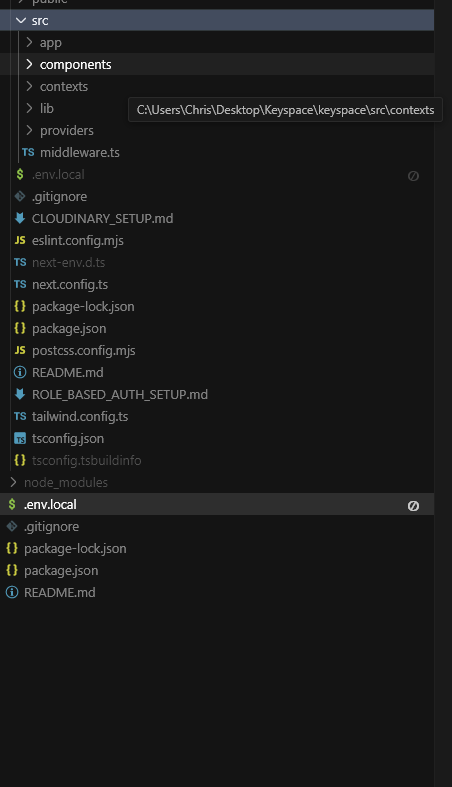 public
src
app
components
contexts
lib
C:\Users\Chris\Desktop\Keyspace\keyspace\src\contexts
providers
TS middleware.ts
$ .env.local
.gitignore
CLOUDINARY_SETUP.md
JS eslint.config.mjs
TS next-env.d.ts
TS next.config.ts
{} package-lock.json
{} package.json
JS postcss.config.mjs
README.md
ROLE_BASED_AUTH_SETUP.md
TS tailwind.config.ts
TS tsconfig.json
{} tsconfig.tsbuildinfo
node_modules
$ .env.local
.gitignore
{} package-lock.json
{} package.json
README.md